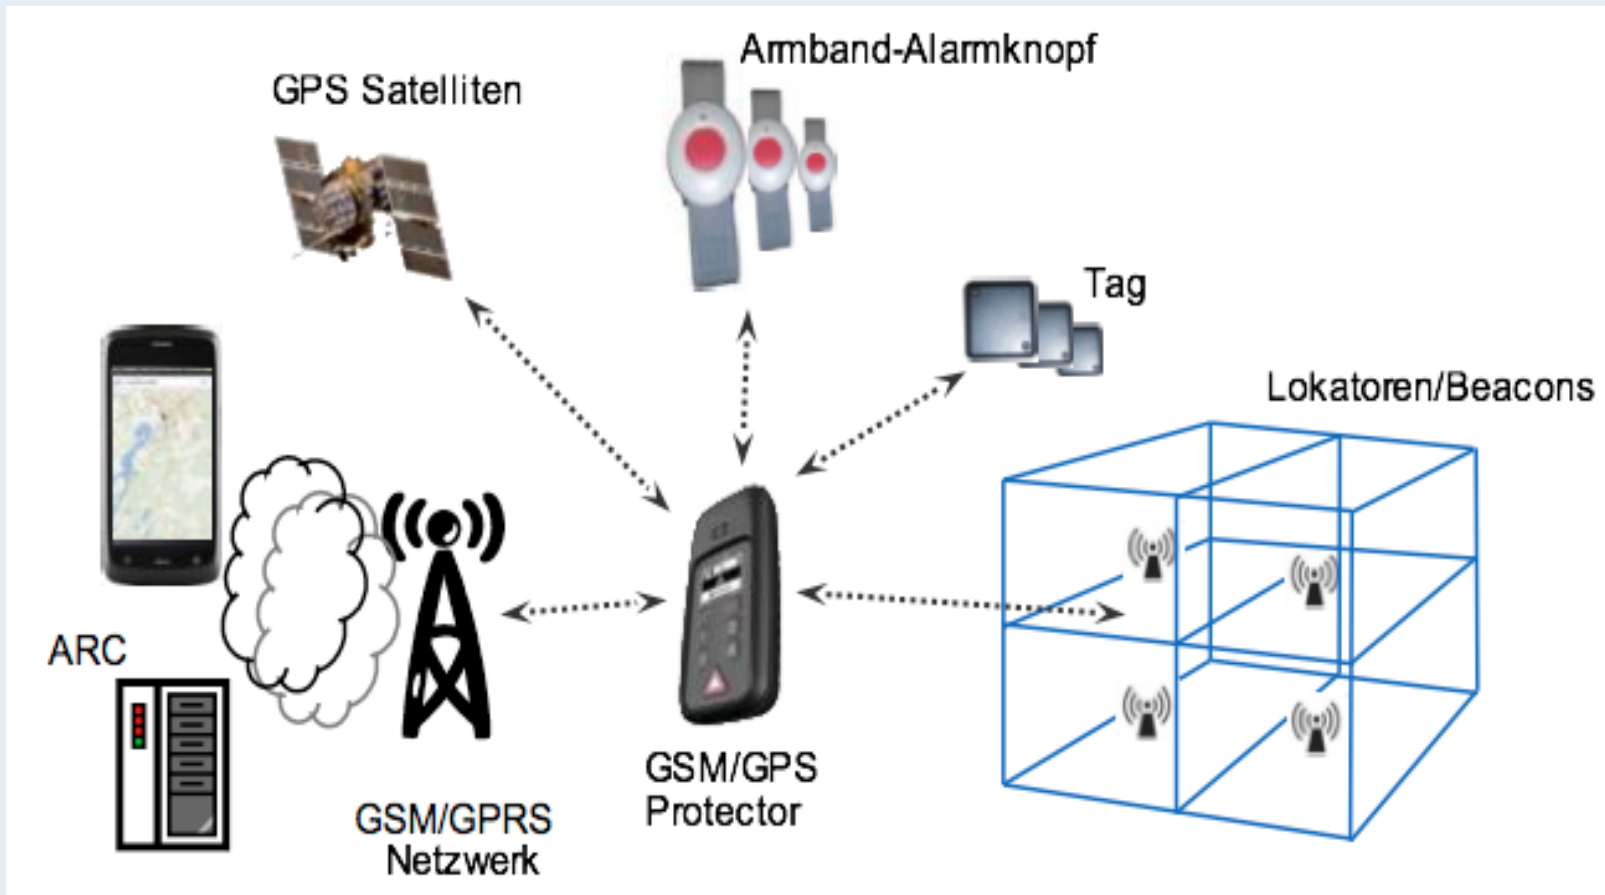 Armband-Alarmknopf
GPS Satelliten
Tag
Lokatoren/Beacons
ARC
GSM/GPS
Protector
GSM/GPRS
Netzwerk